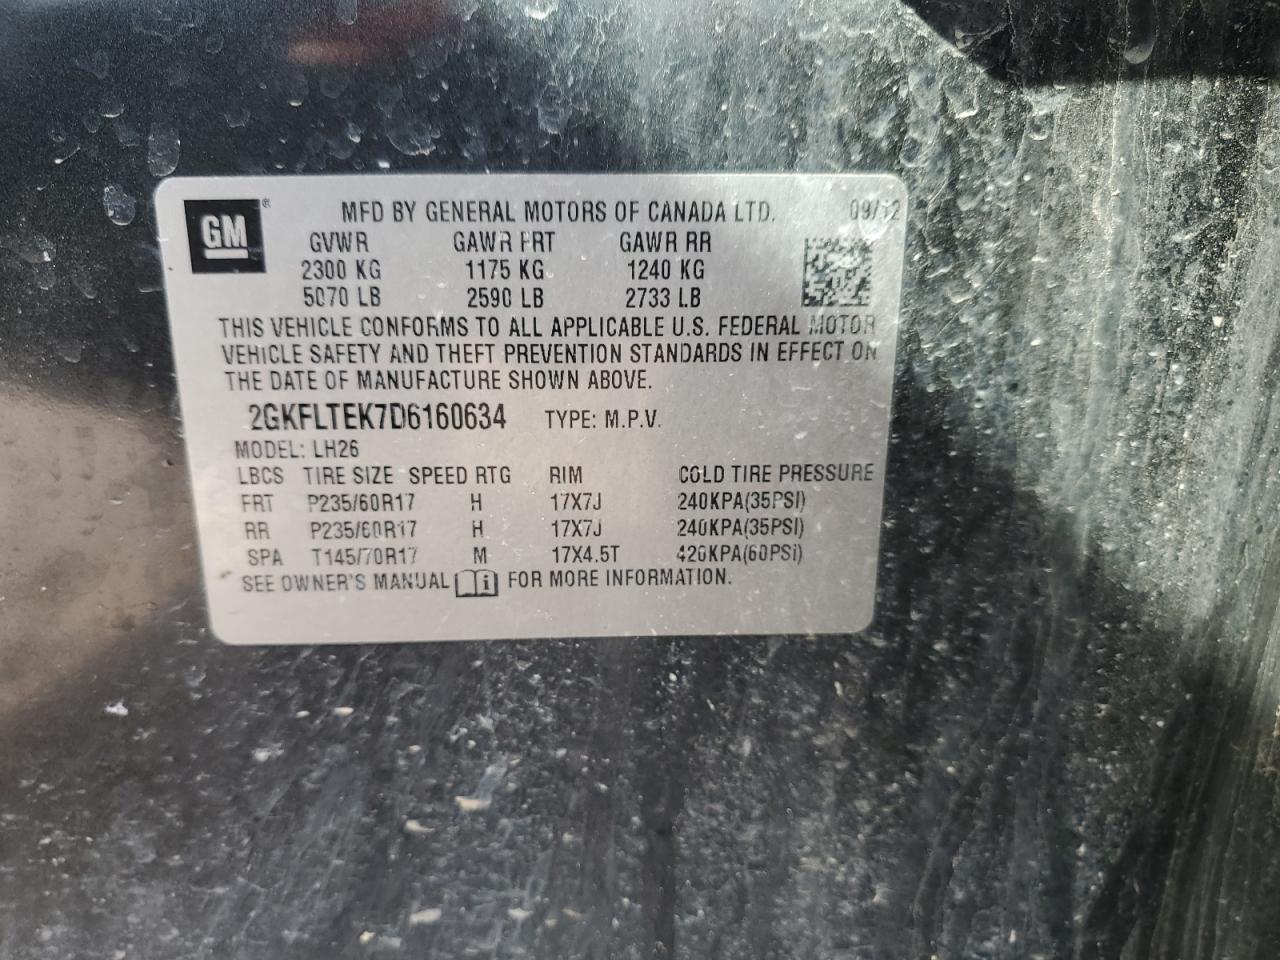 GM® MFD BY GENERAL MOTORS OF CANADA LTD. 09/12
GVWR GAWR FRT GAWR RR
2300 KG 1175 KG 1240 KG
5070 LB 2590 LB 2733 LB
THIS VEHICLE CONFORMS TO ALL APPLICABLE U.S. FEDERAL MOTOR
VEHICLE SAFETY AND THEFT PREVENTION STANDARDS IN EFFECT ON
THE DATE OF MANUFACTURE SHOWN ABOVE.
2GKFLTEK7D6160634 TYPE: M.P.V.
MODEL: LH26
LBCS TIRE SIZE SPEED RTG RIM COLD TIRE PRESSURE
FRT P235/60R17 H 17X7J 240KPA(35PSI)
RR P235/60R17 H 17X7J 240KPA(35PSI)
SPA T145/70R17 M 17X4.5T 420KPA(60PSI)
SEE OWNER'S MANUAL i FOR MORE INFORMATION.